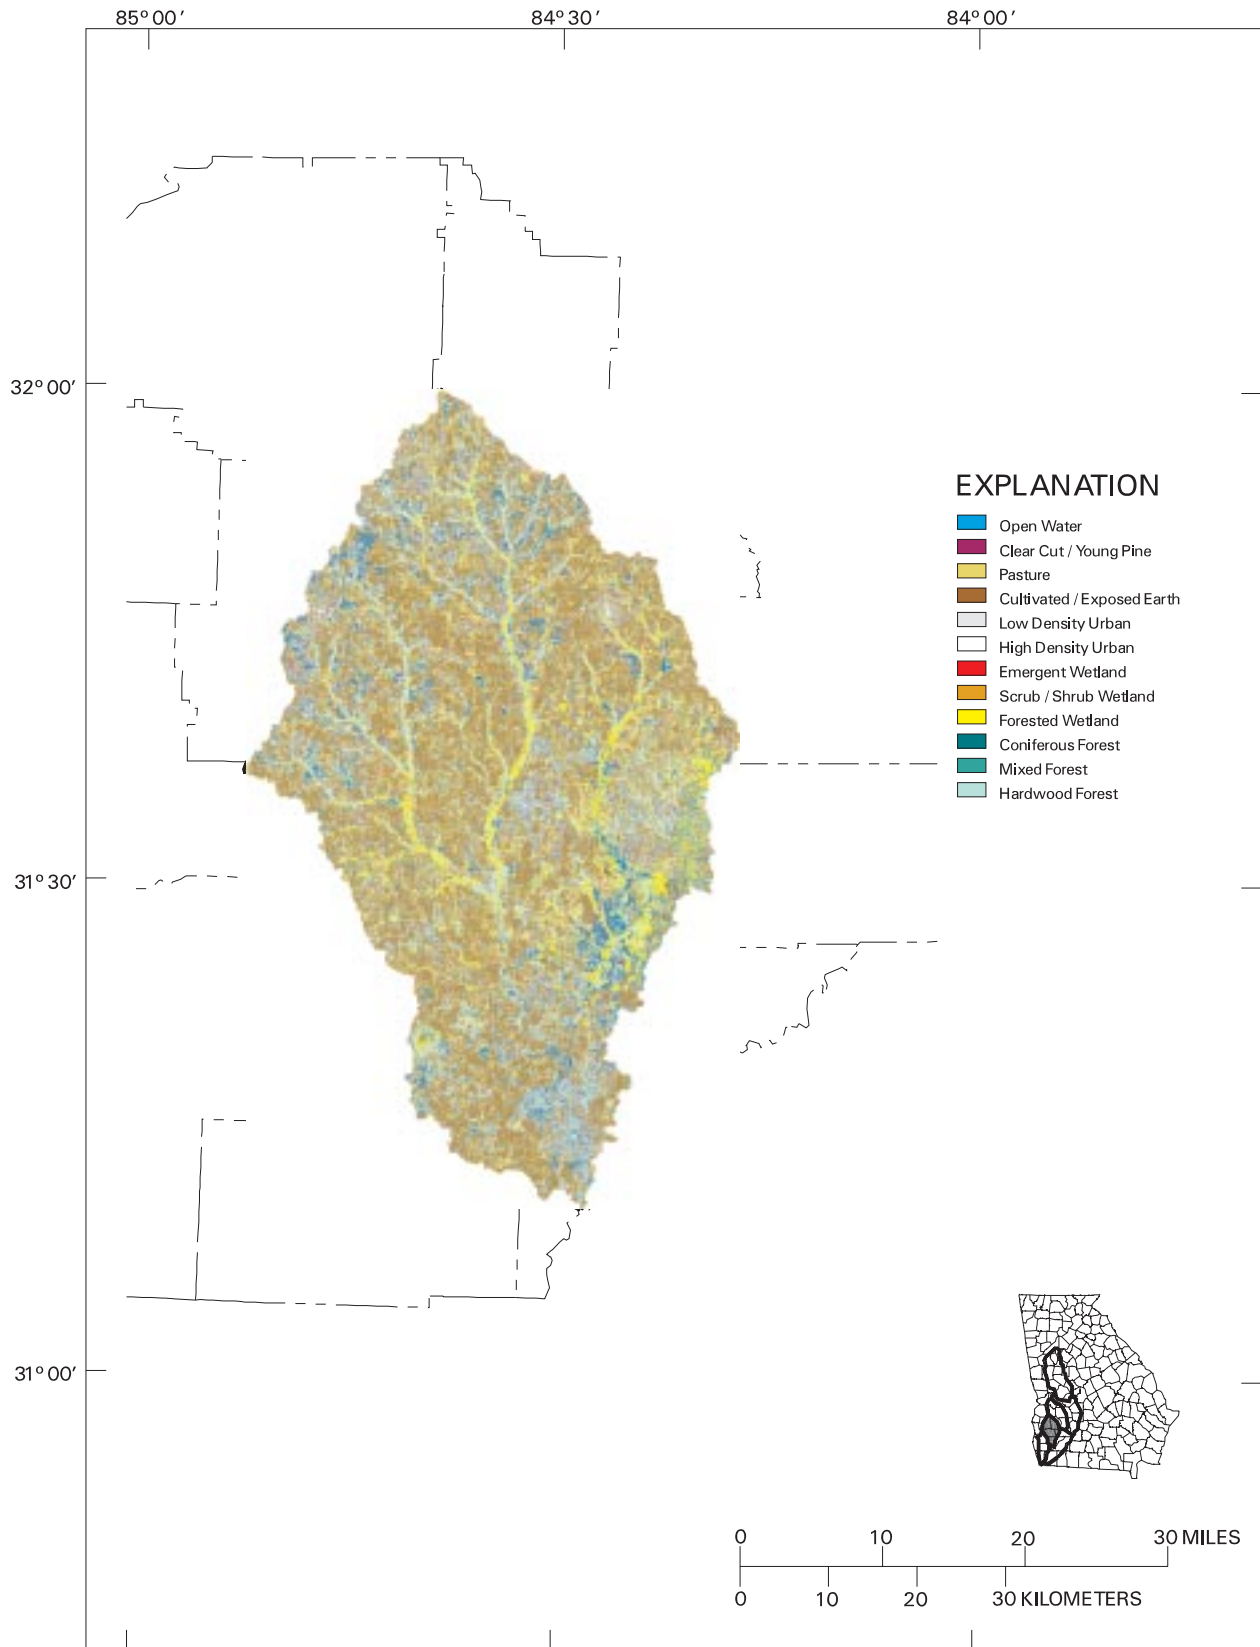 85° 00′ 84° 30′ 84° 00′
32° 00′
31° 30′
31° 00′
EXPLANATION
Open Water
Clear Cut / Young Pine
Pasture
Cultivated / Exposed Earth
Low Density Urban
High Density Urban
Emergent Wetland
Scrub / Shrub Wetland
Forested Wetland
Coniferous Forest
Mixed Forest
Hardwood Forest
0 10 20 30 MILES
0 10 20 30 KILOMETERS